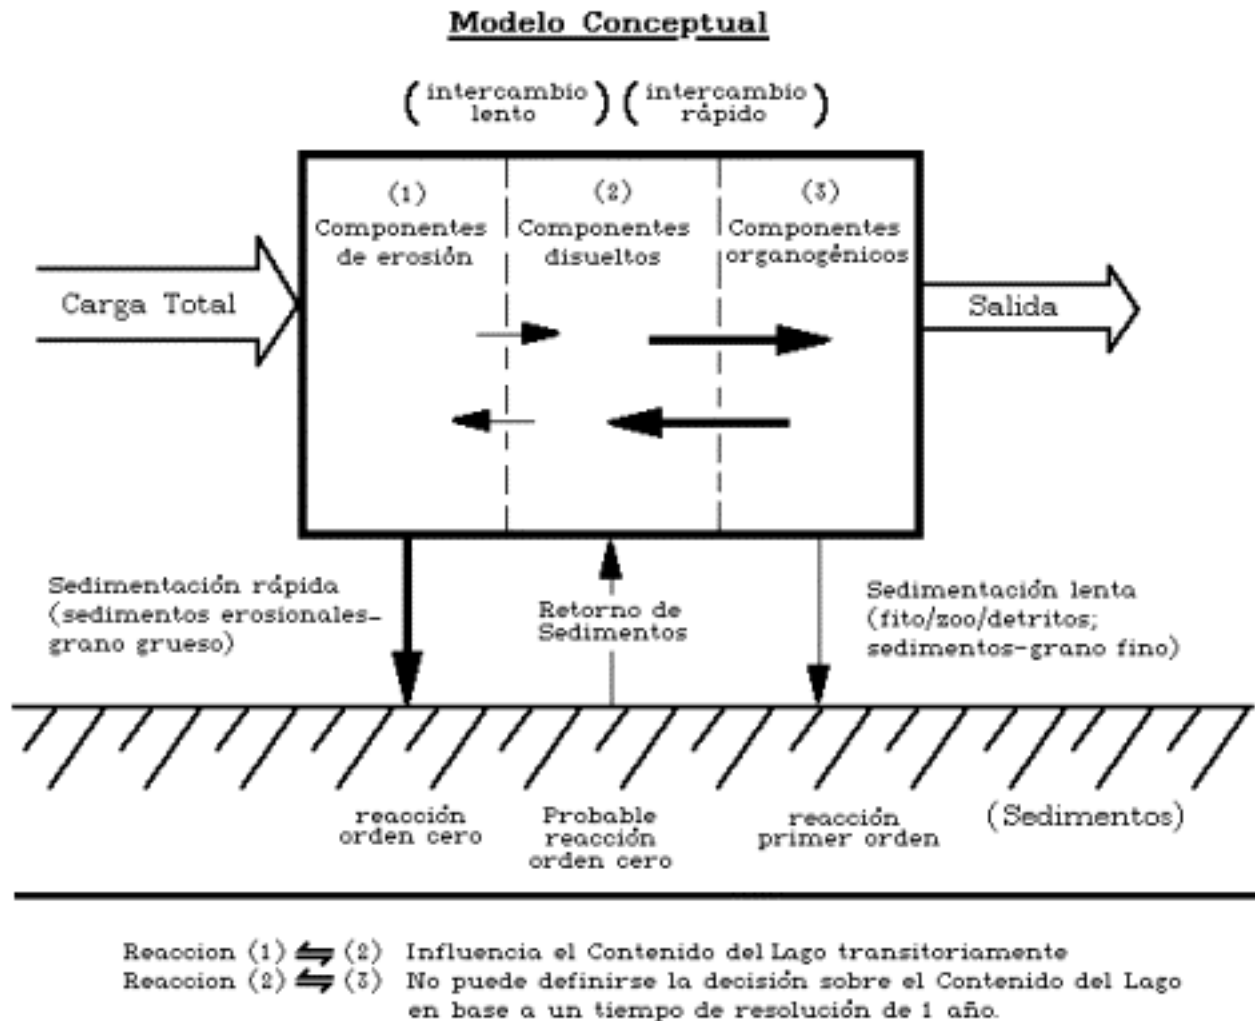 Modelo Conceptual
(intercambio lento) (intercambio rápido)
(1)
Componentes
de erosión
(2)
Componentes
disueltos
(3)
Componentes
organogénicos
Carga Total
Salida
Sedimentación rápida
(sedimentos erosionales-
grano grueso)
Retorno de
Sedimentos
Sedimentación lenta
(fito/zoo/detritos;
sedimentos-grano fino)
reacción
orden cero
Probable
reacción
orden cero
reacción
primer orden
(Sedimentos)
Reaccion (1) ⇋ (2) Influencia el Contenido del Lago transitoriamente
Reaccion (2) ⇋ (3) No puede definirse la decisión sobre el Contenido del Lago
en base a un tiempo de resolución de 1 año.